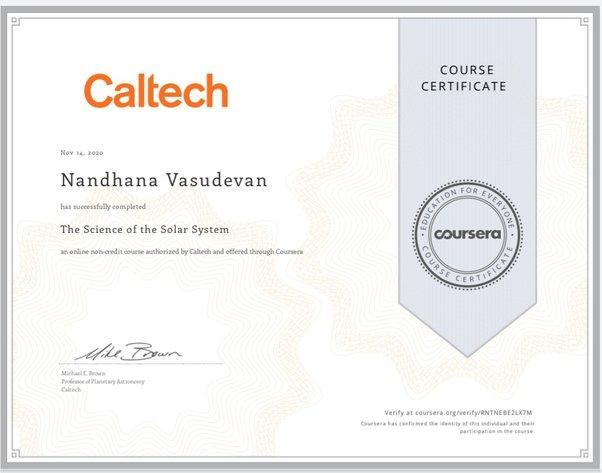 COURSE
CERTIFICATE
Caltech
Nov 14, 2020
Nandhana Vasudevan
has successfully completed
The Science of the Solar System
an online non-credit course authorized by Caltech and offered through Coursera
EDUCATION FOR EVERYONE
coursera
COURSE CERTIFICATE
Mike Brown
Michael E. Brown
Professor of Planetary Astronomy
Caltech
Verify at coursera.org/verify/RNTNEBE2LX7M
Coursera has confirmed the identity of this individual and their
participation in the course.